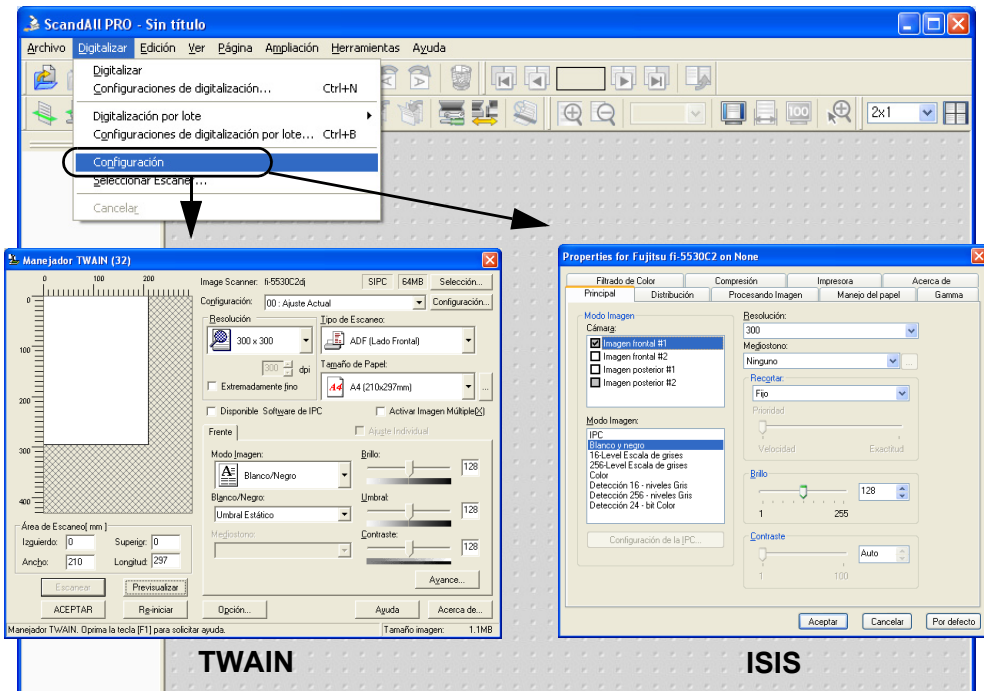 ScandAll PRO - Sin título
Archivo Digitalizar Edición Ver Página Ampliación Herramientas Ayuda
Digitalizar
Configuraciones de digitalización... Ctrl+N
Digitalización por lote
Configuraciones de digitalización por lote... Ctrl+B
Configuración
Seleccionar Escáner...
Cancelar
100
2x1
Manejador TWAIN (32)
0 100 200
0
100
200
300
400
Image Scanner: fi-5530C2dj SIPC 64MB Selección...
Configuración: 00 : Ajuste Actual Configuración...
Resolución
300 x 300
300 dpi
Extremadamente fino
Tipo de Escaneo:
ADF (Lado Frontal)
Tamaño de Papel:
A4 A4 (210x297mm) ...
Disponible Software de IPC Activar Imagen Múltiple(X)
Frente Ajuste Individual
Modo Imagen:
Blanco/Negro
Blanco/Negro:
Umbral Estático
Mediostono:
Brillo:
128
Umbral:
128
Contraste:
128
Avance...
Área de Escaneo[ mm ]
Izquierdo: 0 Superior: 0
Ancho: 210 Longitud: 297
Escanear Previsualizar
ACEPTAR Re-iniciar Opción... Ayuda Acerca de...
Manejador TWAIN. Oprima la tecla [F1] para solicitar ayuda. Tamaño imagen: 1.1MB
TWAIN
Properties for Fujitsu fi-5530C2 on None
Filtrado de Color Compresión Impresora Acerca de
Principal Distribución Procesando Imagen Manejo del papel Gamma
Modo Imagen
Cámara:
Imagen frontal #1
Imagen frontal #2
Imagen posterior #1
Imagen posterior #2
Modo Imagen:
IPC
Blanco y negro
16-Level Escala de grises
256-Level Escala de grises
Color
Detección 16 - niveles Gris
Detección 256 - niveles Gris
Detección 24 - bit Color
Configuración de la IPC...
Resolución:
300
Mediostono:
Ninguno ...
Recortar:
Fijo
Prioridad
Velocidad Exactitud
Brillo
128
1 255
Contraste
Auto
1 100
Aceptar Cancelar Por defecto
ISIS